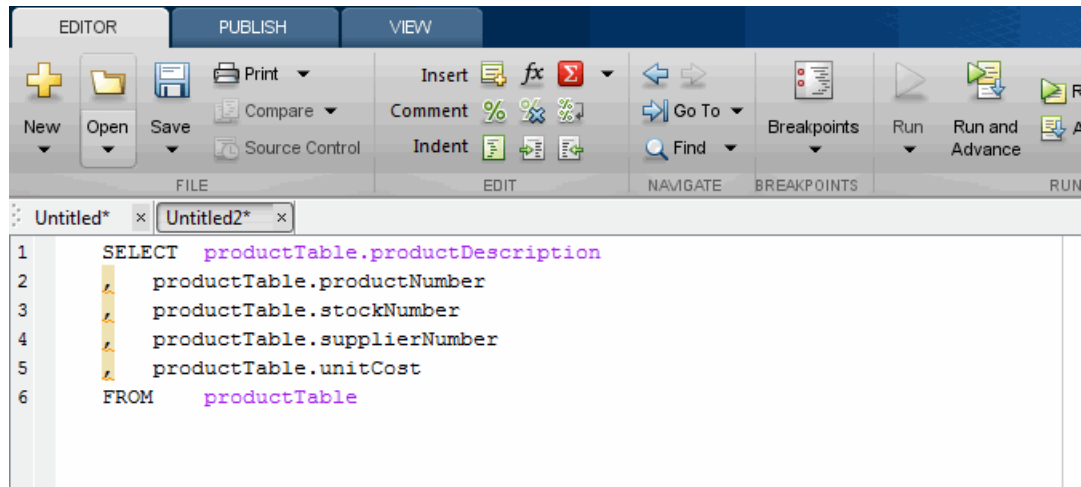 EDITOR PUBLISH VIEW
New Open Save Print Compare Source Control
Insert fx Σ
Comment % % %
Indent
Go To
Find
Breakpoints Run Run and Advance
FILE EDIT NAVIGATE BREAKPOINTS RUN
Untitled* × Untitled2* ×
1 SELECT productTable.productDescription
2 , productTable.productNumber
3 , productTable.stockNumber
4 , productTable.supplierNumber
5 , productTable.unitCost
6 FROM productTable